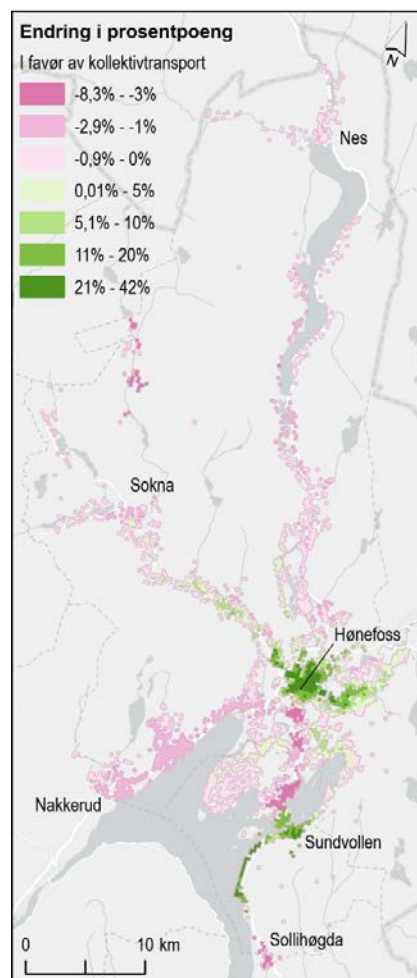 Endring i prosentpoeng
I favør av kollektivtransport
-8,3% - -3%
-2,9% - -1%
-0,9% - 0%
0,01% - 5%
5,1% - 10%
11% - 20%
21% - 42%
N
Nes
Sokna
Hønefoss
Nakkerud
Sundvollen
Sollihøgda
0 10 km